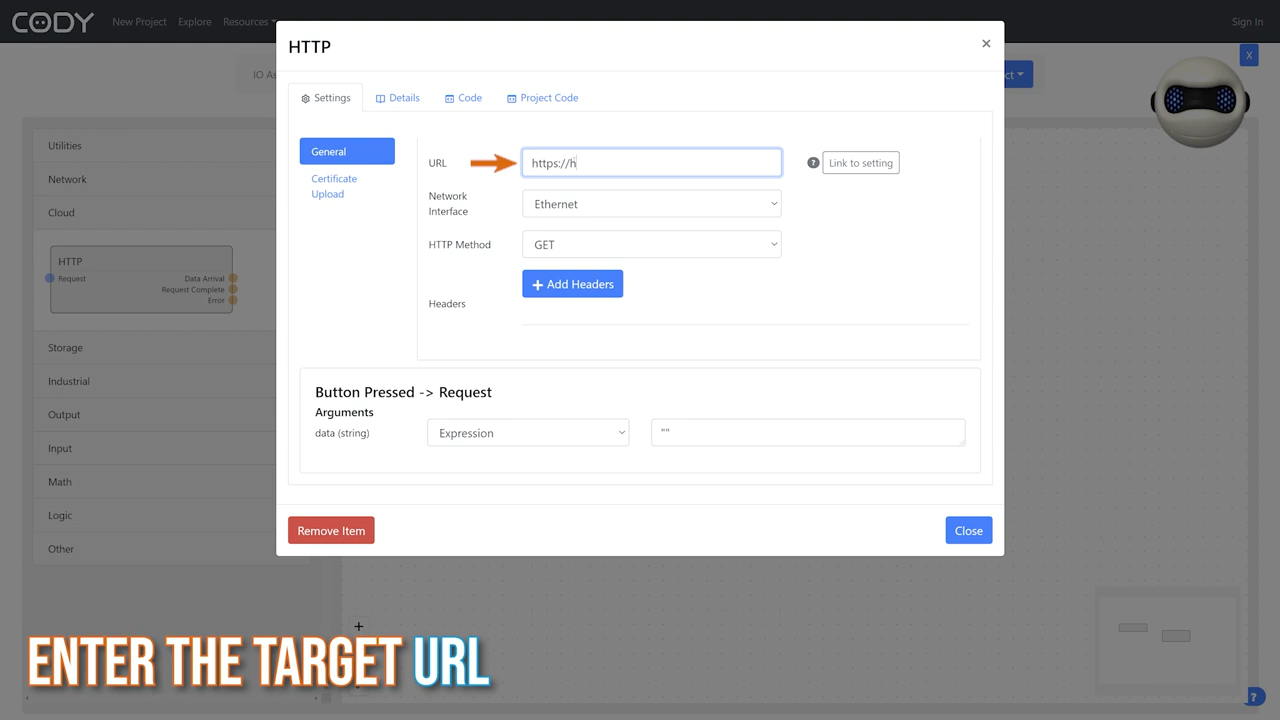 CODY
New Project
Explore
Resources
Sign In
HTTP
×
IO As
ct
X
Settings
Details
Code
Project Code
Utilities
Network
Cloud
HTTP
Request
Data Arrival
Request Complete
Error
Storage
Industrial
Output
Input
Math
Logic
Other
General
Certificate
Upload
URL
https://h
?
Link to setting
Network
Interface
Ethernet
HTTP Method
GET
Headers
+ Add Headers
Button Pressed -> Request
Arguments
data (string)
Expression
""
Remove Item
Close
+
ENTER THE TARGET URL
?